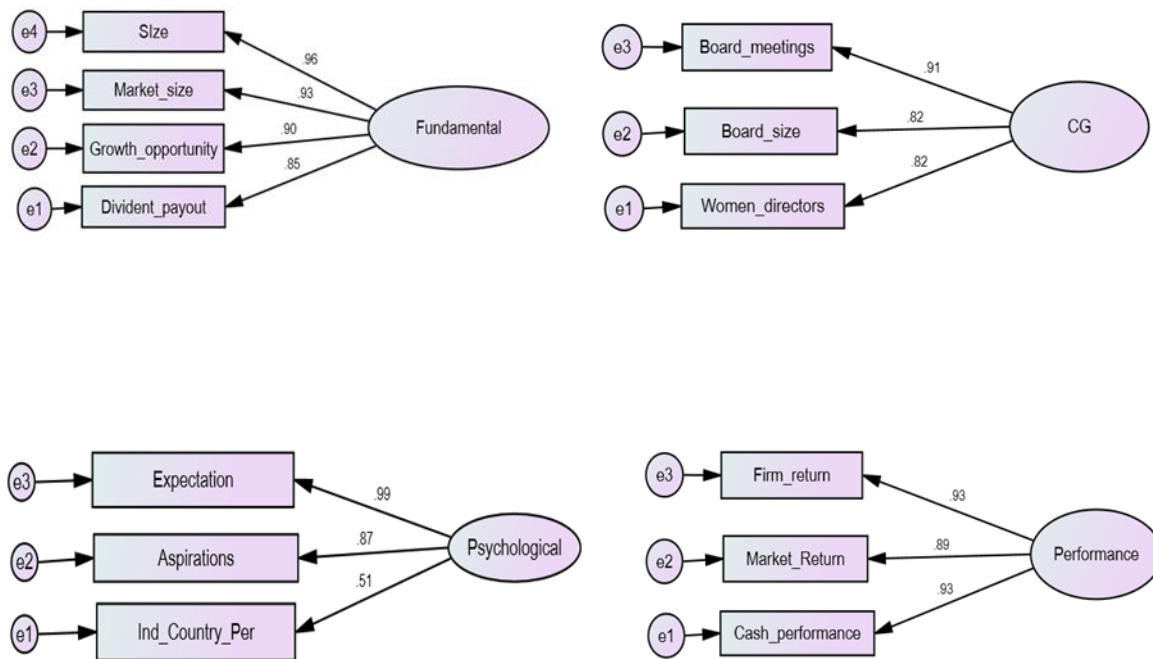 e4
SIze
.96
e3
Market_size
.93
Fundamental
e2
Growth_opportunity
.90
e1
Divident_payout
.85
e3
Board_meetings
.91
e2
Board_size
.82
CG
e1
Women_directors
.82
e3
Expectation
.99
e2
Aspirations
.87
Psychological
e1
Ind_Country_Per
.51
e3
Firm_return
.93
e2
Market_Return
.89
Performance
e1
Cash_performance
.93